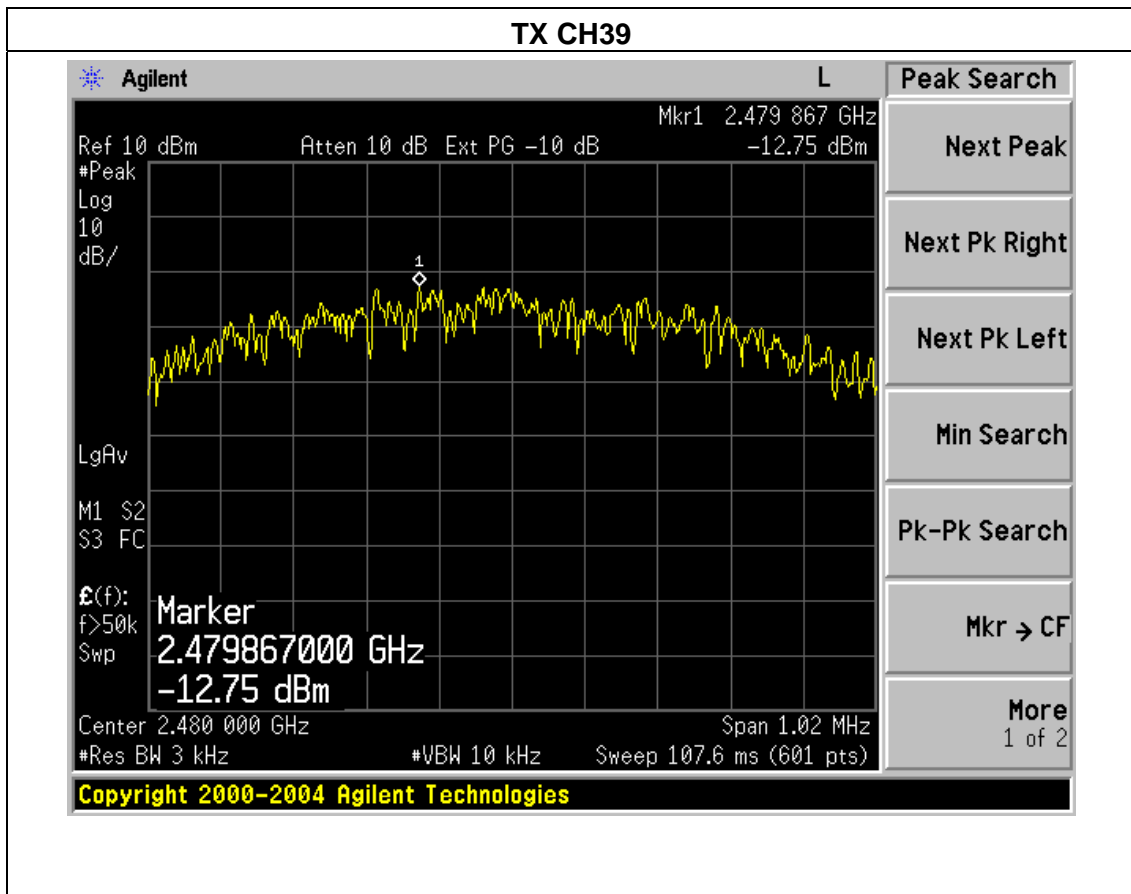 TX CH39
Agilent L
Peak Search
Mkr1 2.479 867 GHz
Ref 10 dBm Atten 10 dB Ext PG -10 dB -12.75 dBm
#Peak
Log
10
dB/
1
LgAv
M1 S2
S3 FC
£(f):
f>50k
Swp
Marker
2.479867000 GHz
-12.75 dBm
Center 2.480 000 GHz Span 1.02 MHz
#Res BW 3 kHz #VBW 10 kHz Sweep 107.6 ms (601 pts)
Copyright 2000-2004 Agilent Technologies
Next Peak
Next Pk Right
Next Pk Left
Min Search
Pk-Pk Search
Mkr → CF
More
1 of 2